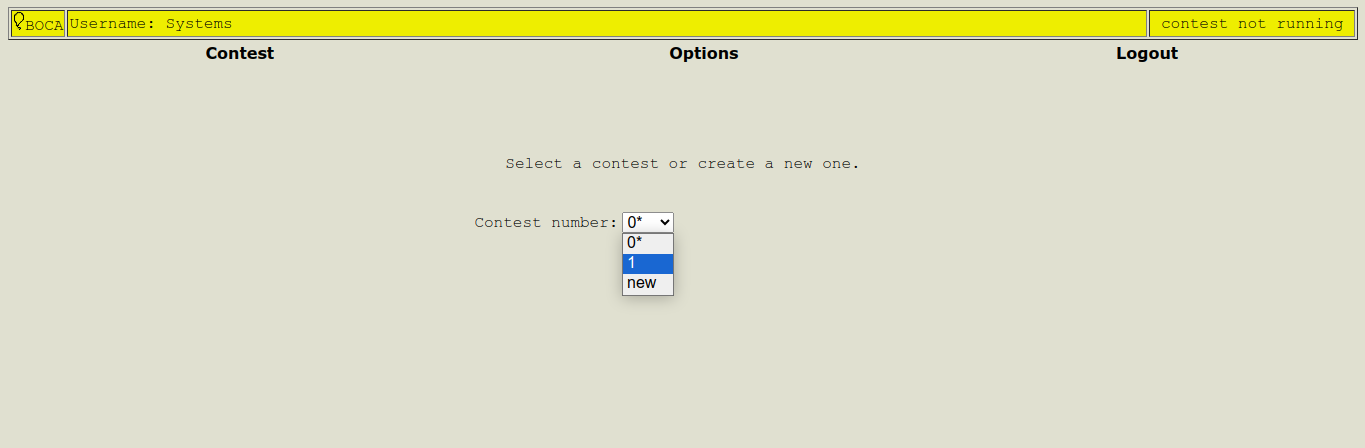 BOCA Username: Systems contest not running
Contest Options Logout
Select a contest or create a new one.
Contest number: 0*
0*
1
new